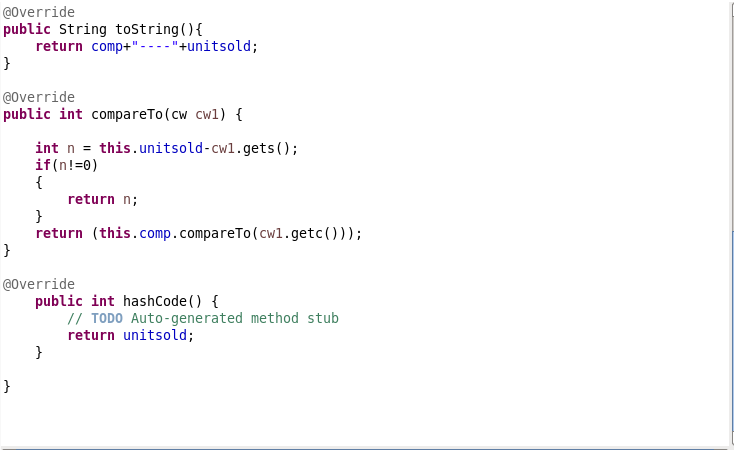 @Override
public String toString(){
return comp+"----"+unitsold;
}
@Override
public int compareTo(cw cw1) {
int n = this.unitsold-cw1.gets();
if(n!=0)
{
return n;
}
return (this.comp.compareTo(cw1.getc()));
}
@Override
public int hashCode() {
// TODO Auto-generated method stub
return unitsold;
}
}